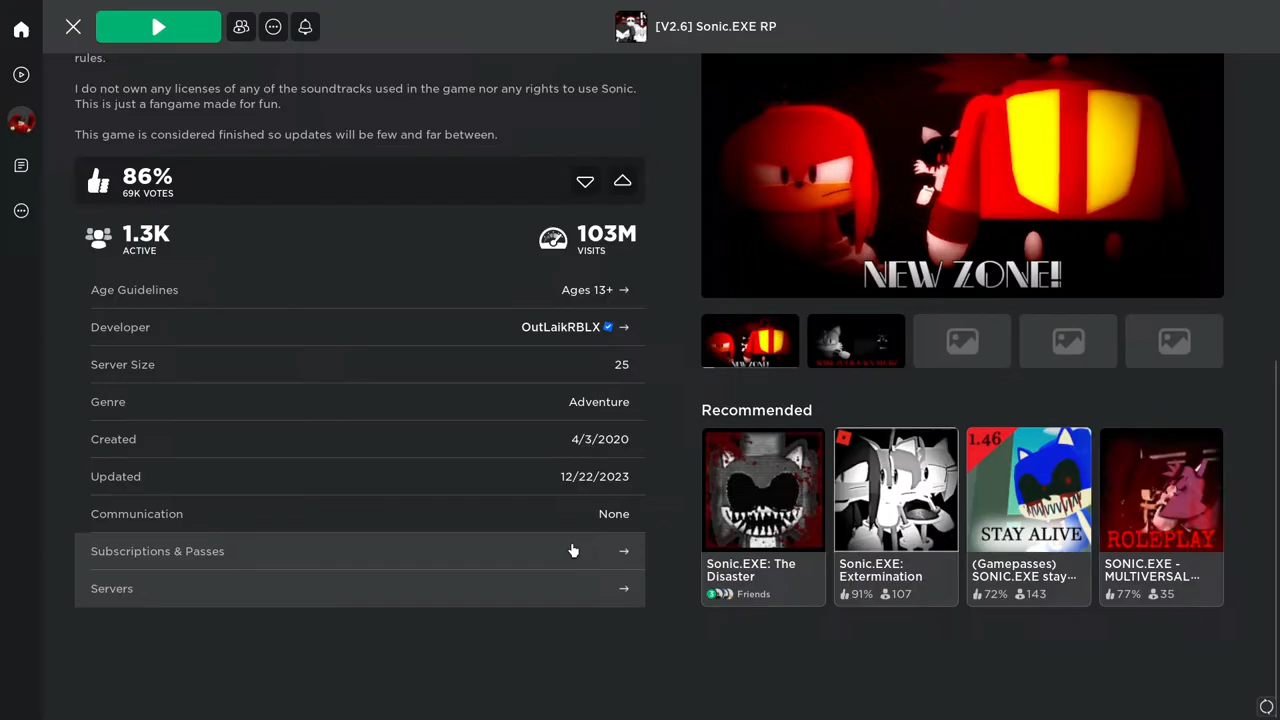 [V2.6] Sonic.EXE RP
rules.
I do not own any licenses of any of the soundtracks used in the game nor any rights to use Sonic.
This is just a fangame made for fun.
This game is considered finished so updates will be few and far between.
86%
69K VOTES
1.3K
ACTIVE
103M
VISITS
Age Guidelines
Ages 13+ →
Developer
OutLaikRBLX →
Server Size
25
Genre
Adventure
Created
4/3/2020
Updated
12/22/2023
Communication
None
Subscriptions & Passes →
Servers →
NEW ZONE!
Recommended
Sonic.EXE: The
Disaster
3 Friends
Sonic.EXE:
Extermination
91% 107
1.46
STAY ALIVE
(Gamepasses)
SONIC.EXE stay...
72% 143
ROLEPLAY
SONIC.EXE -
MULTIVERSAL...
77% 35